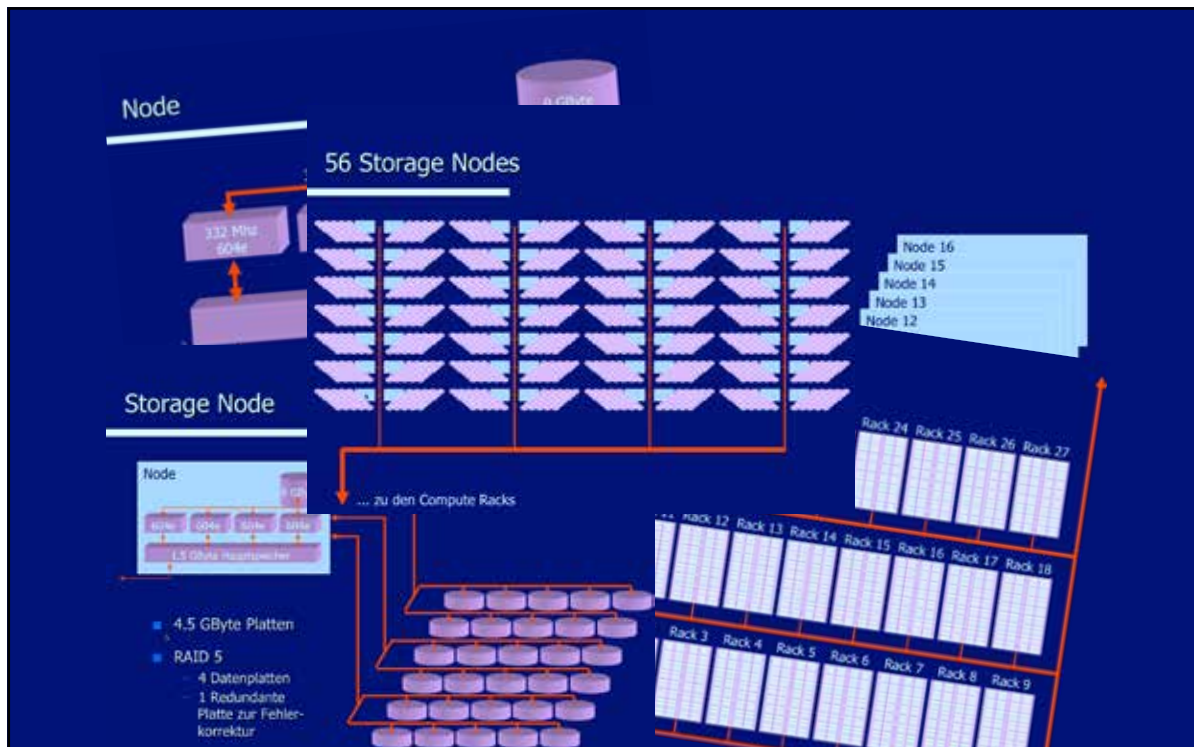 Node
9 GByte
332 Mhz
604e
56 Storage Nodes
... zu den Compute Racks
Node 16
Node 15
Node 14
Node 13
Node 12
Rack 24
Rack 25
Rack 26
Rack 27
Rack 12
Rack 13
Rack 14
Rack 15
Rack 16
Rack 17
Rack 18
Rack 3
Rack 4
Rack 5
Rack 6
Rack 7
Rack 8
Rack 9
Storage Node
Node
604e
604e
604e
604e
1.5 GByte Hauptspeicher
4.5 GByte Platten
RAID 5
4 Datenplatten
1 Redundante
Platte zur Fehler-
korrektur